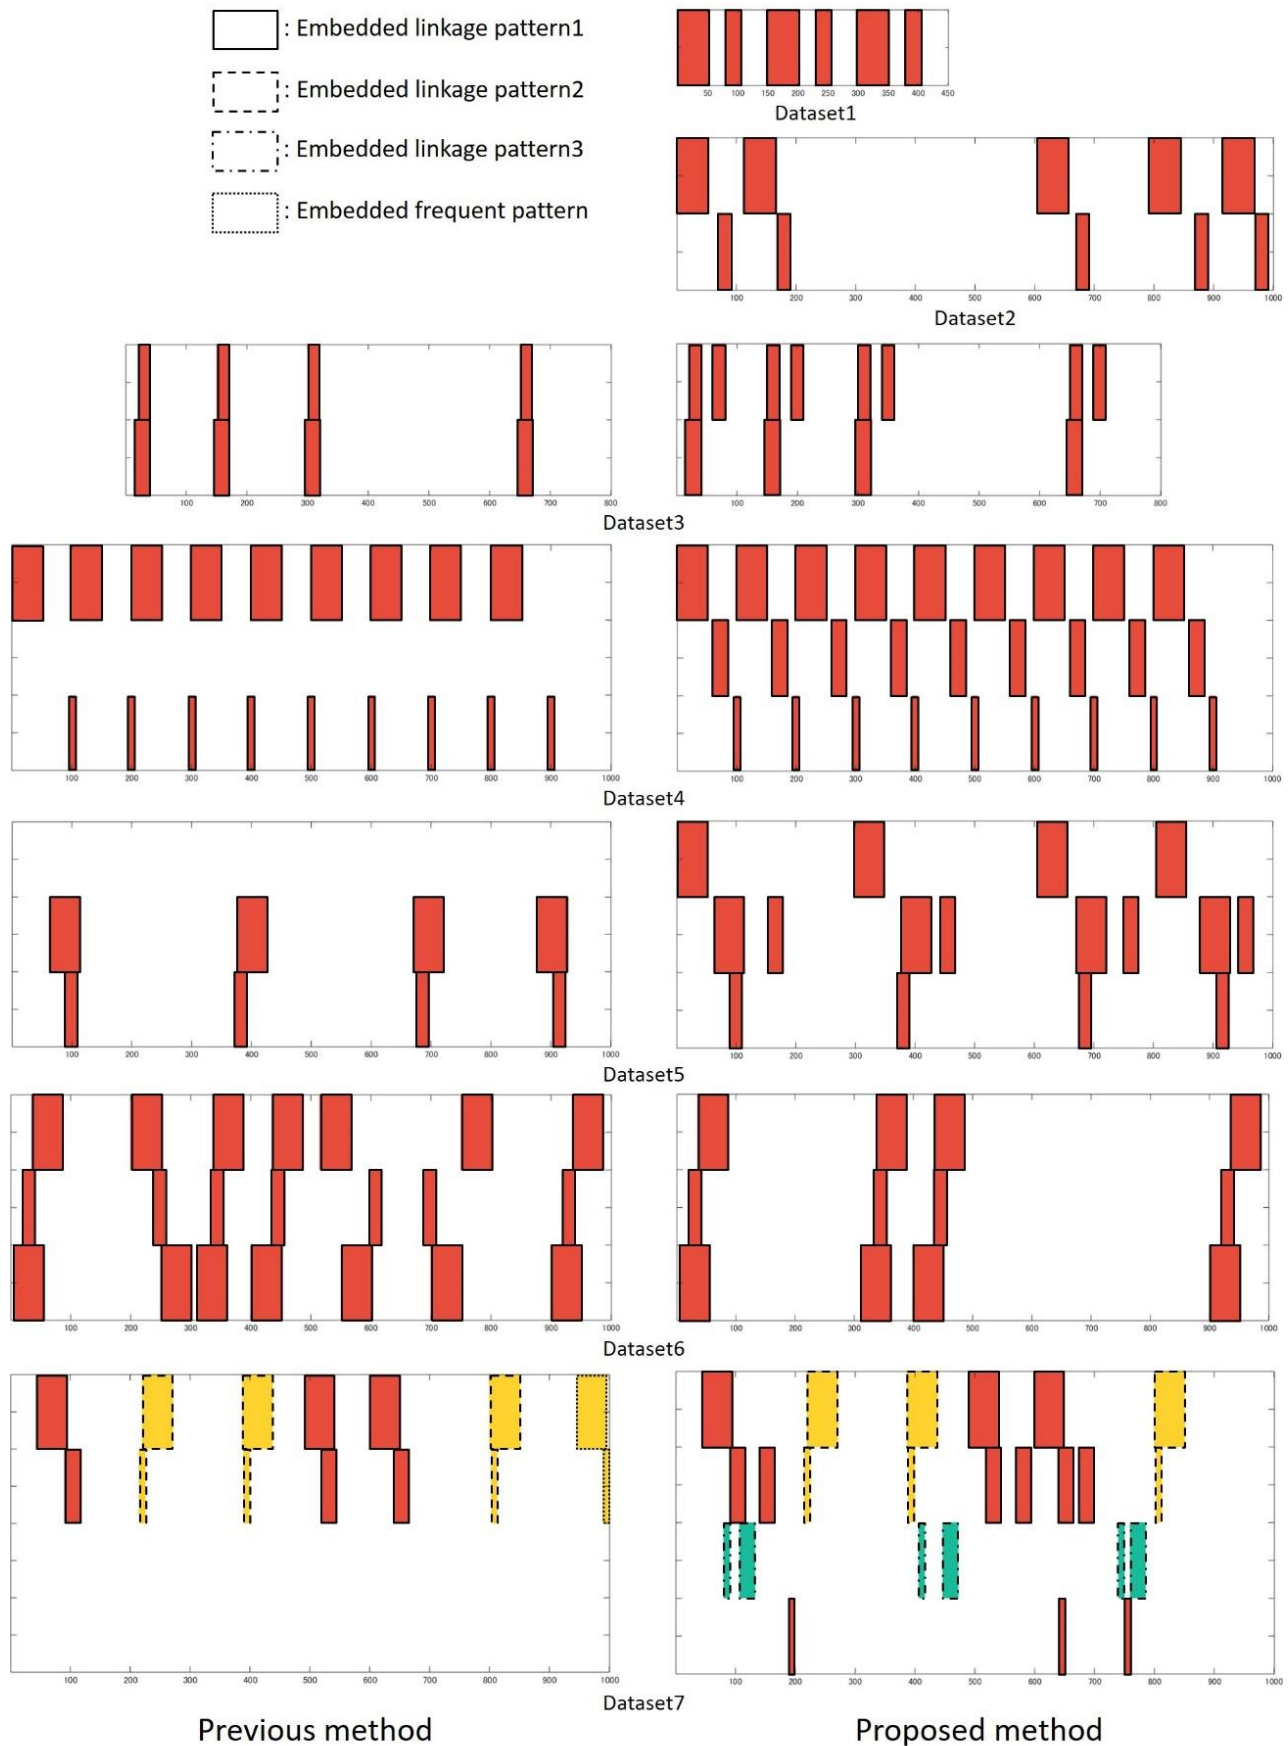 : Embedded linkage pattern1
: Embedded linkage pattern2
: Embedded linkage pattern3
: Embedded frequent pattern
50 100 150 200 250 300 350 400 450
Dataset1
100 200 300 400 500 600 700 800 900 1000
Dataset2
100 200 300 400 500 600 700 800
100 200 300 400 500 600 700 800
Dataset3
100 200 300 400 500 600 700 800 900 1000
100 200 300 400 500 600 700 800 900 1000
Dataset4
100 200 300 400 500 600 700 800 900 1000
100 200 300 400 500 600 700 800 900 1000
Dataset5
100 200 300 400 500 600 700 800 900 1000
100 200 300 400 500 600 700 800 900 1000
Dataset6
100 200 300 400 500 600 700 800 900 1000
100 200 300 400 500 600 700 800 900 1000
Dataset7
Previous method
Proposed method